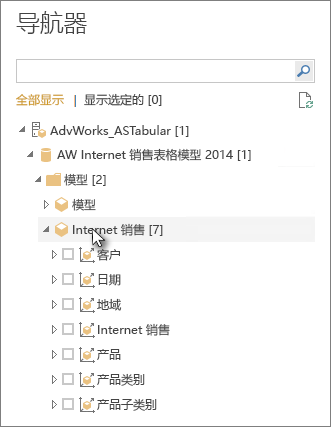 导航器
全部显示 | 显示选定的 [0]
AdvWorks_ASTabular [1]
AW Internet 销售表格模型 2014 [1]
模型 [2]
模型
Internet 销售 [7]
客户
日期
地域
Internet 销售
产品
产品类别
产品子类别